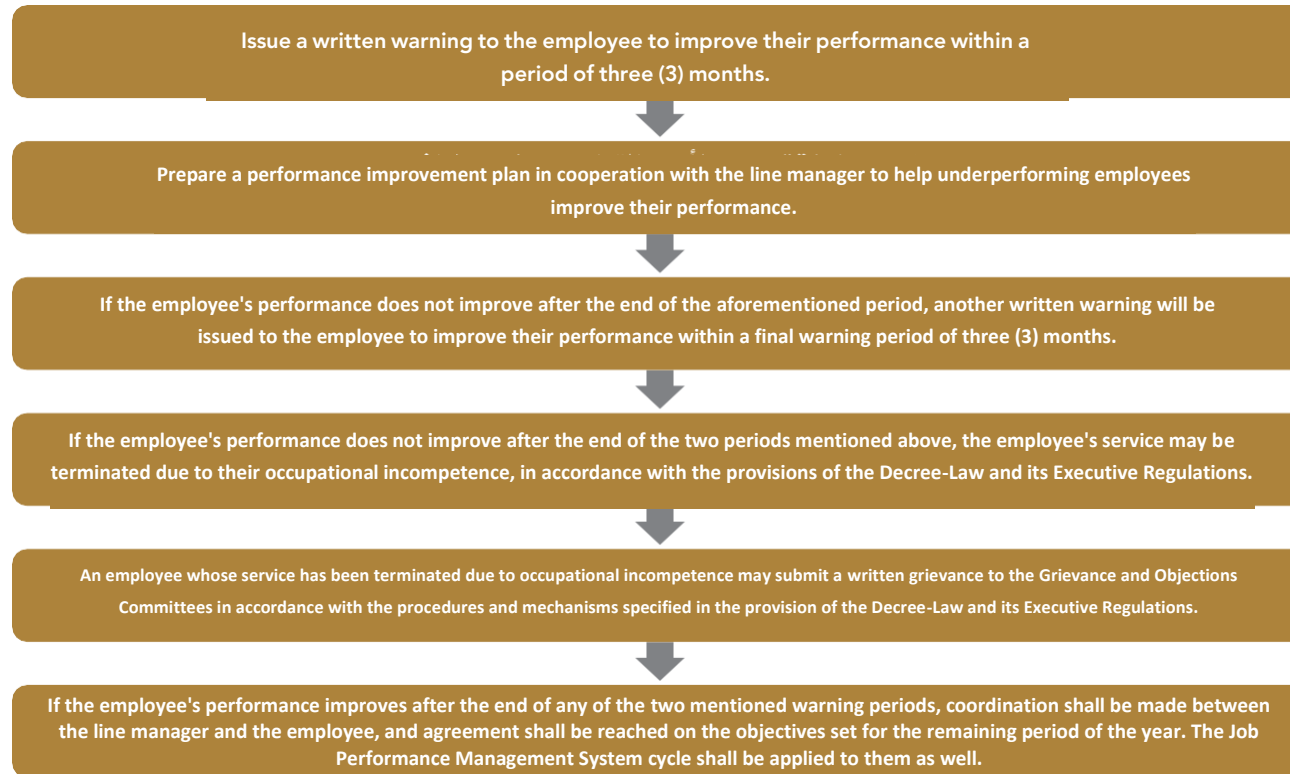 Issue a written warning to the employee to improve their performance within a
period of three (3) months.
Prepare a performance improvement plan in cooperation with the line manager to help underperforming employees
improve their performance.
If the employee's performance does not improve after the end of the aforementioned period, another written warning will be
issued to the employee to improve their performance within a final warning period of three (3) months.
If the employee's performance does not improve after the end of the two periods mentioned above, the employee's service may be
terminated due to their occupational incompetence, in accordance with the provisions of the Decree-Law and its Executive Regulations.
An employee whose service has been terminated due to occupational incompetence may submit a written grievance to the Grievance and Objections
Committees in accordance with the procedures and mechanisms specified in the provision of the Decree-Law and its Executive Regulations.
If the employee's performance improves after the end of any of the two mentioned warning periods, coordination shall be made between
the line manager and the employee, and agreement shall be reached on the objectives set for the remaining period of the year. The Job
Performance Management System cycle shall be applied to them as well.